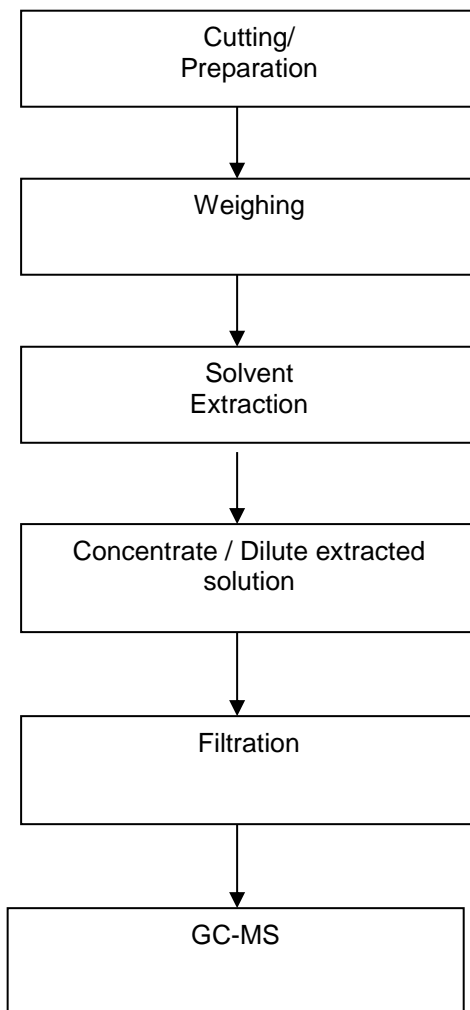 Cutting/
Preparation
Weighing
Solvent
Extraction
Concentrate / Dilute extracted
solution
Filtration
GC-MS